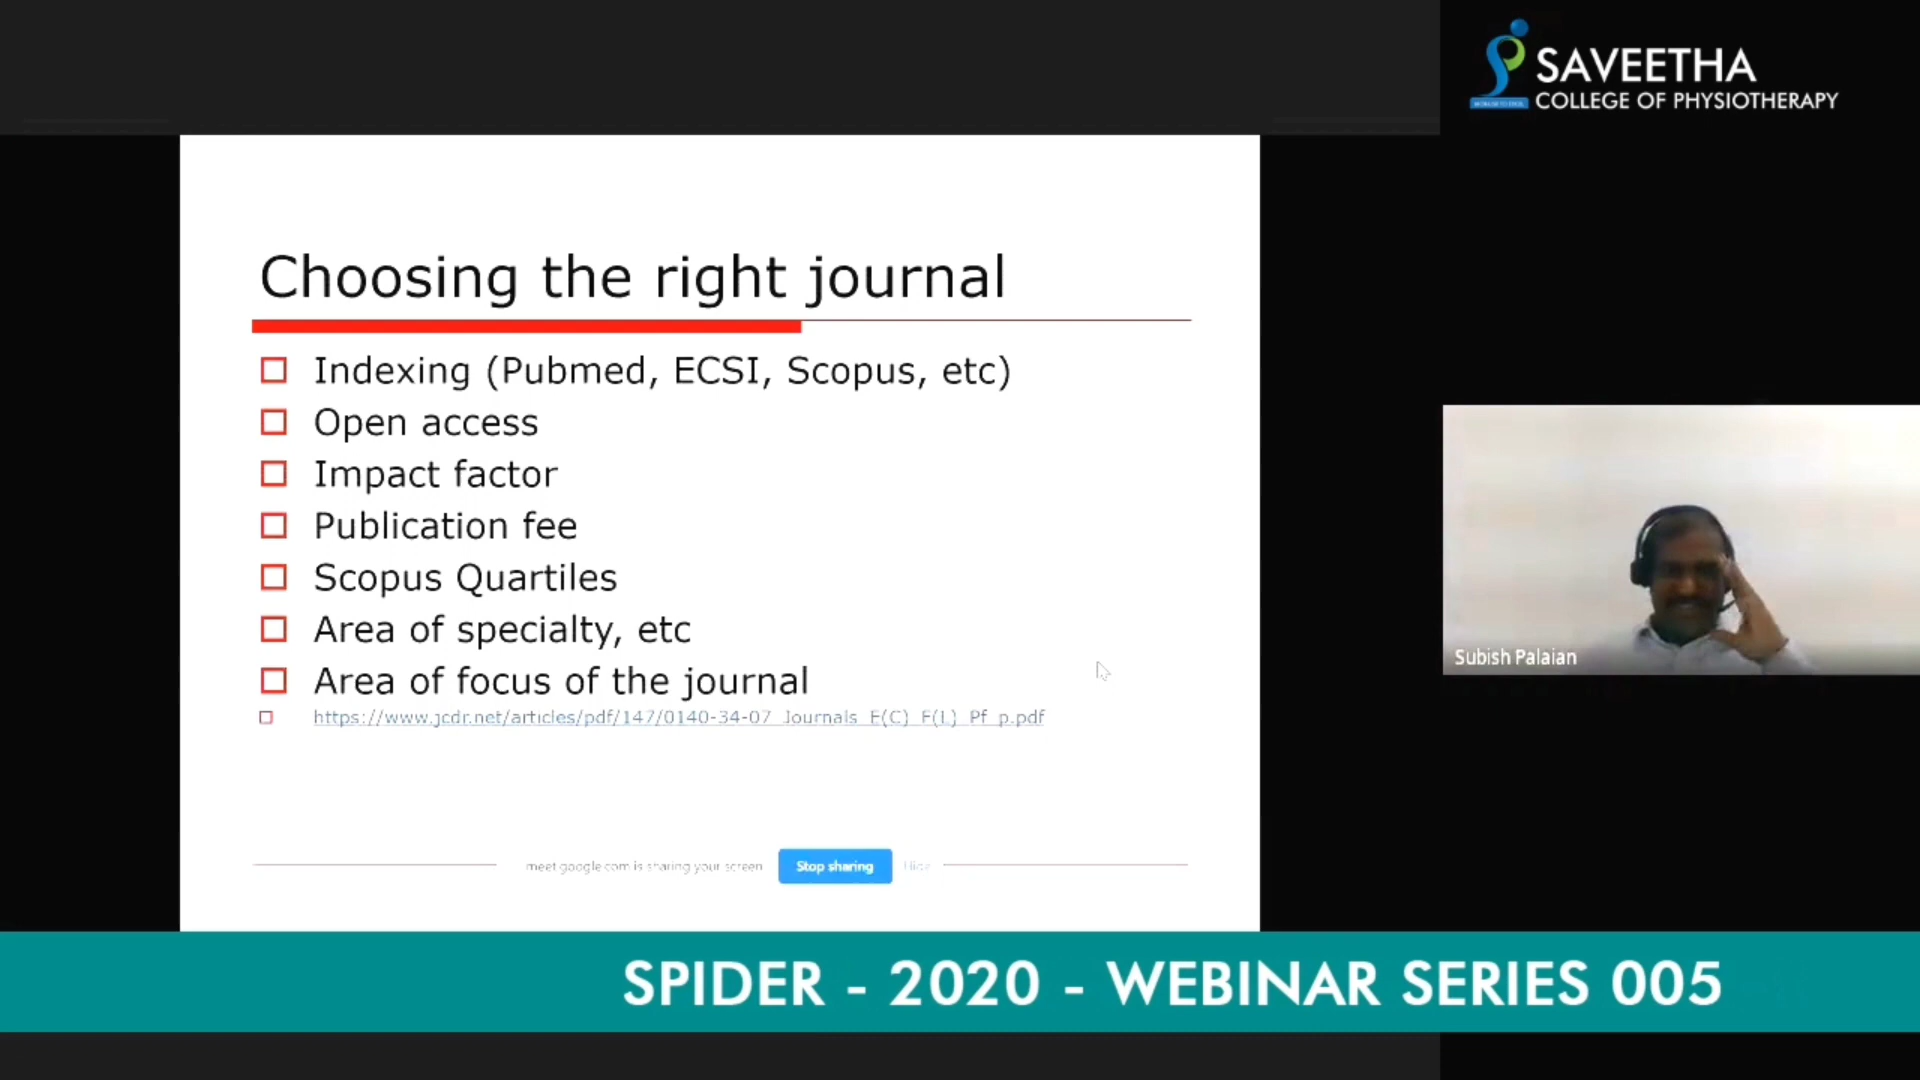 SAVEETHA
COLLEGE OF PHYSIOTHERAPY
Choosing the right journal
Indexing (Pubmed, ECSI, Scopus, etc)
Open access
Impact factor
Publication fee
Scopus Quartiles
Area of specialty, etc
Area of focus of the journal
https://www.jcdr.net/articles/pdf/147/0140-34-07_Journals_E(C)_F(L)_Pf_p.pdf
meet.google.com is sharing your screen
Stop sharing
Hide
Subish Palaian
SPIDER - 2020 - WEBINAR SERIES 005